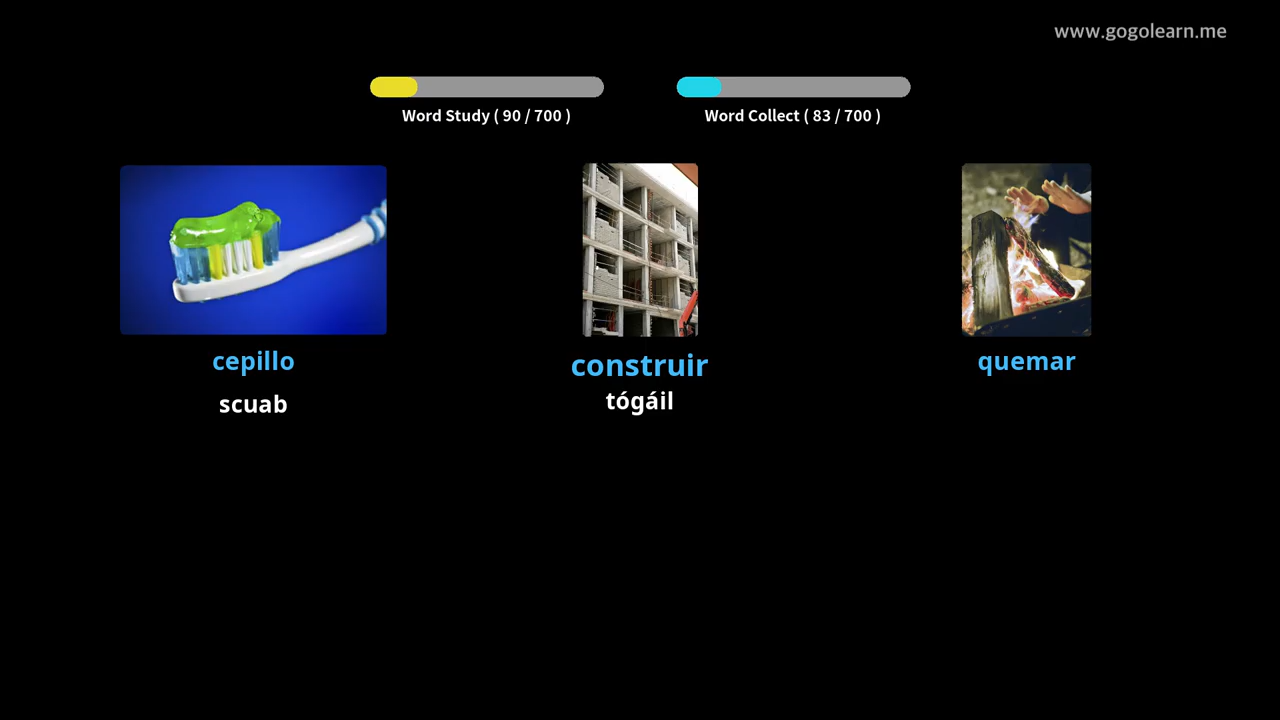 www.gogolearn.me
Word Study ( 90 / 700 )
Word Collect ( 83 / 700 )
cepillo
scuab
construir
tógáil
quemar